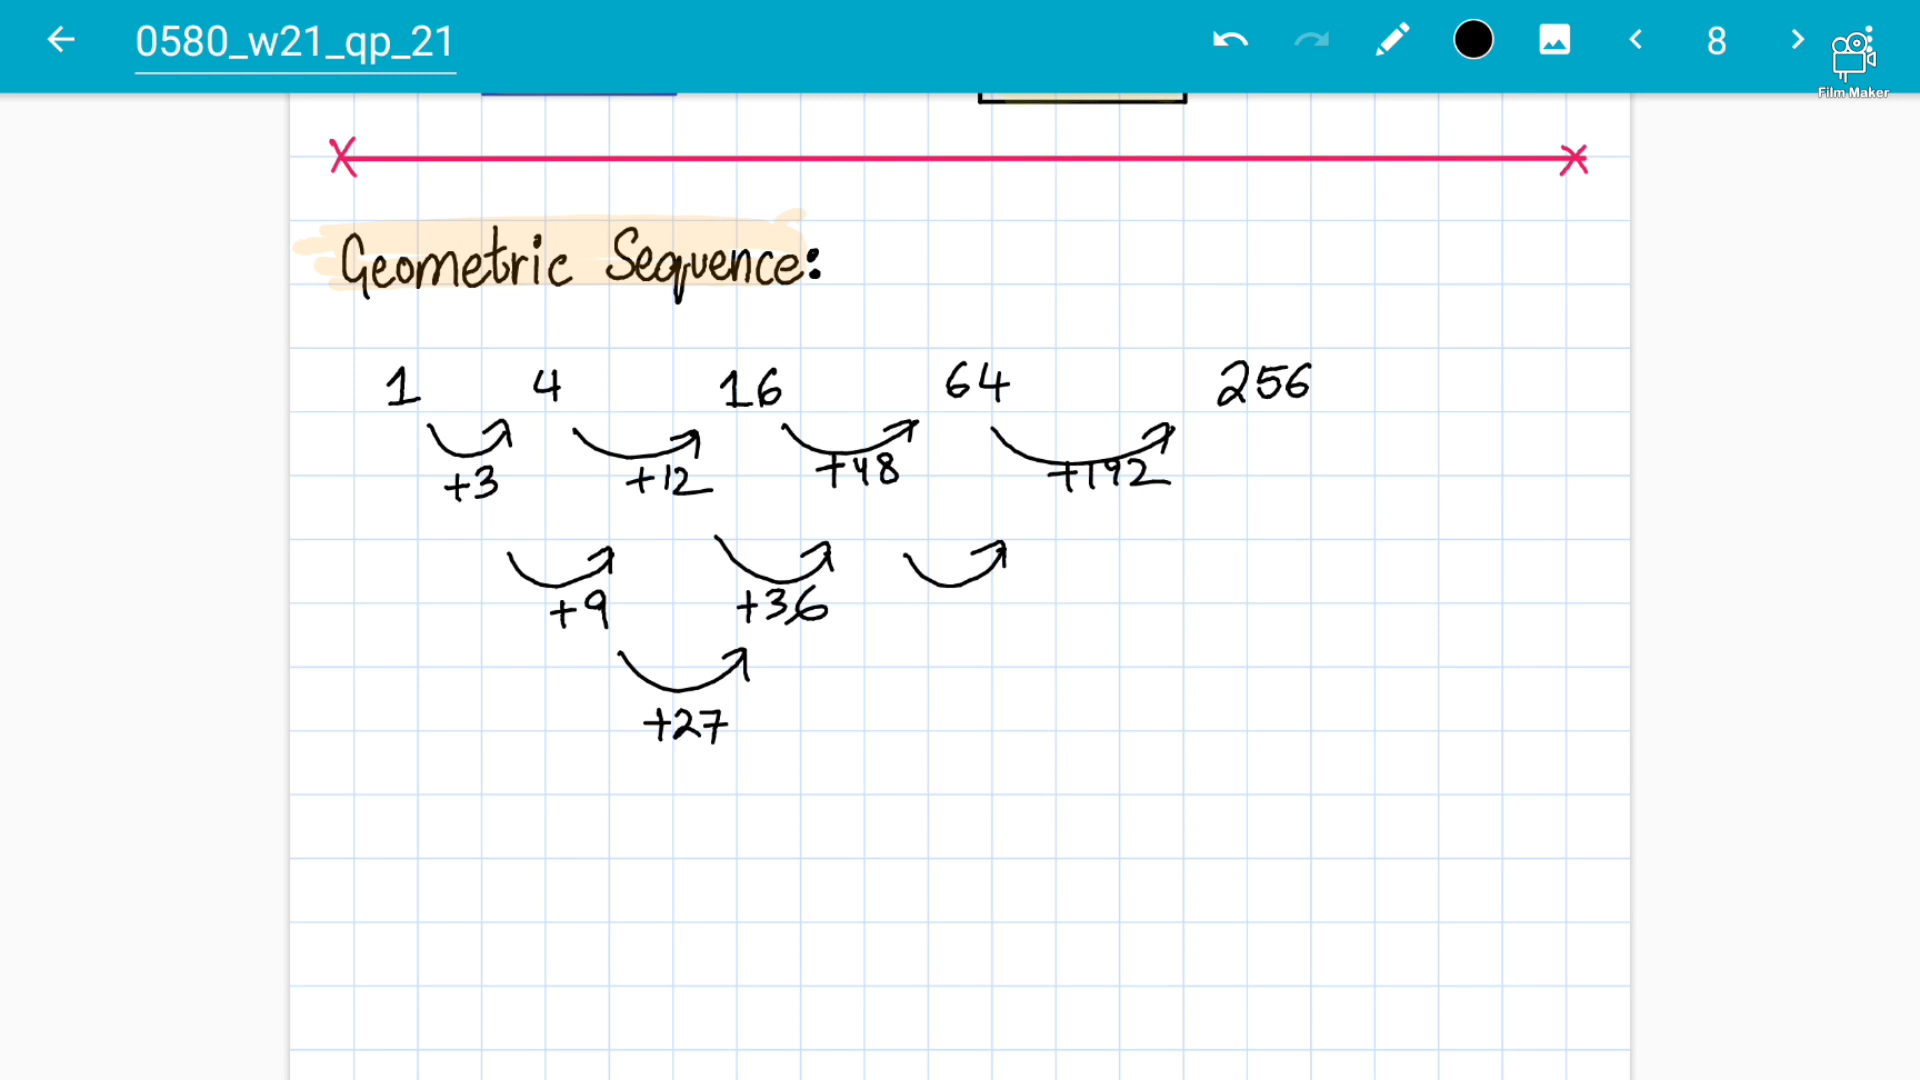 0580_w21_qp_21
8
Film Maker
Geometric Sequence:
1 4 16 64 256
+3 +12 +48 +192
+9 +36
+27